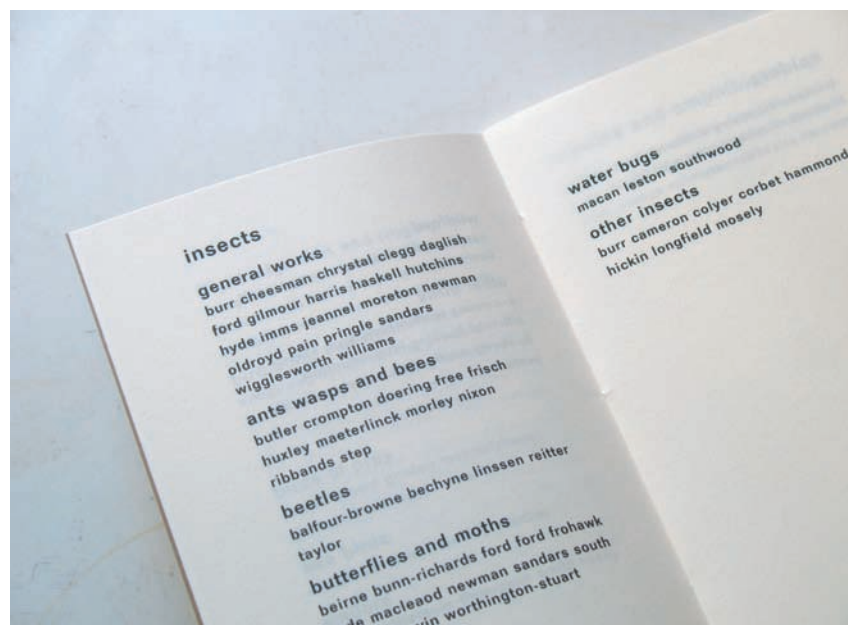 insects
general works
burr cheesman chrystal clegg daglish
ford gilmour harris haskell hutchins
hyde imms jeannel moreton newman
oldroyd pain pringle sandars
wigglesworth williams
ants wasps and bees
butler crompton doering free frisch
huxley maeterlinck morley nixon
ribbands step
beetles
balfour-browne bechyne linssen reitter
taylor
butterflies and moths
beirne bunn-richards ford ford frohawk
macleaod newman sandars south
worthington-stuart
water bugs
macan leston southwood
other insects
burr cameron colyer corbet hammond
hickin longfield mosely